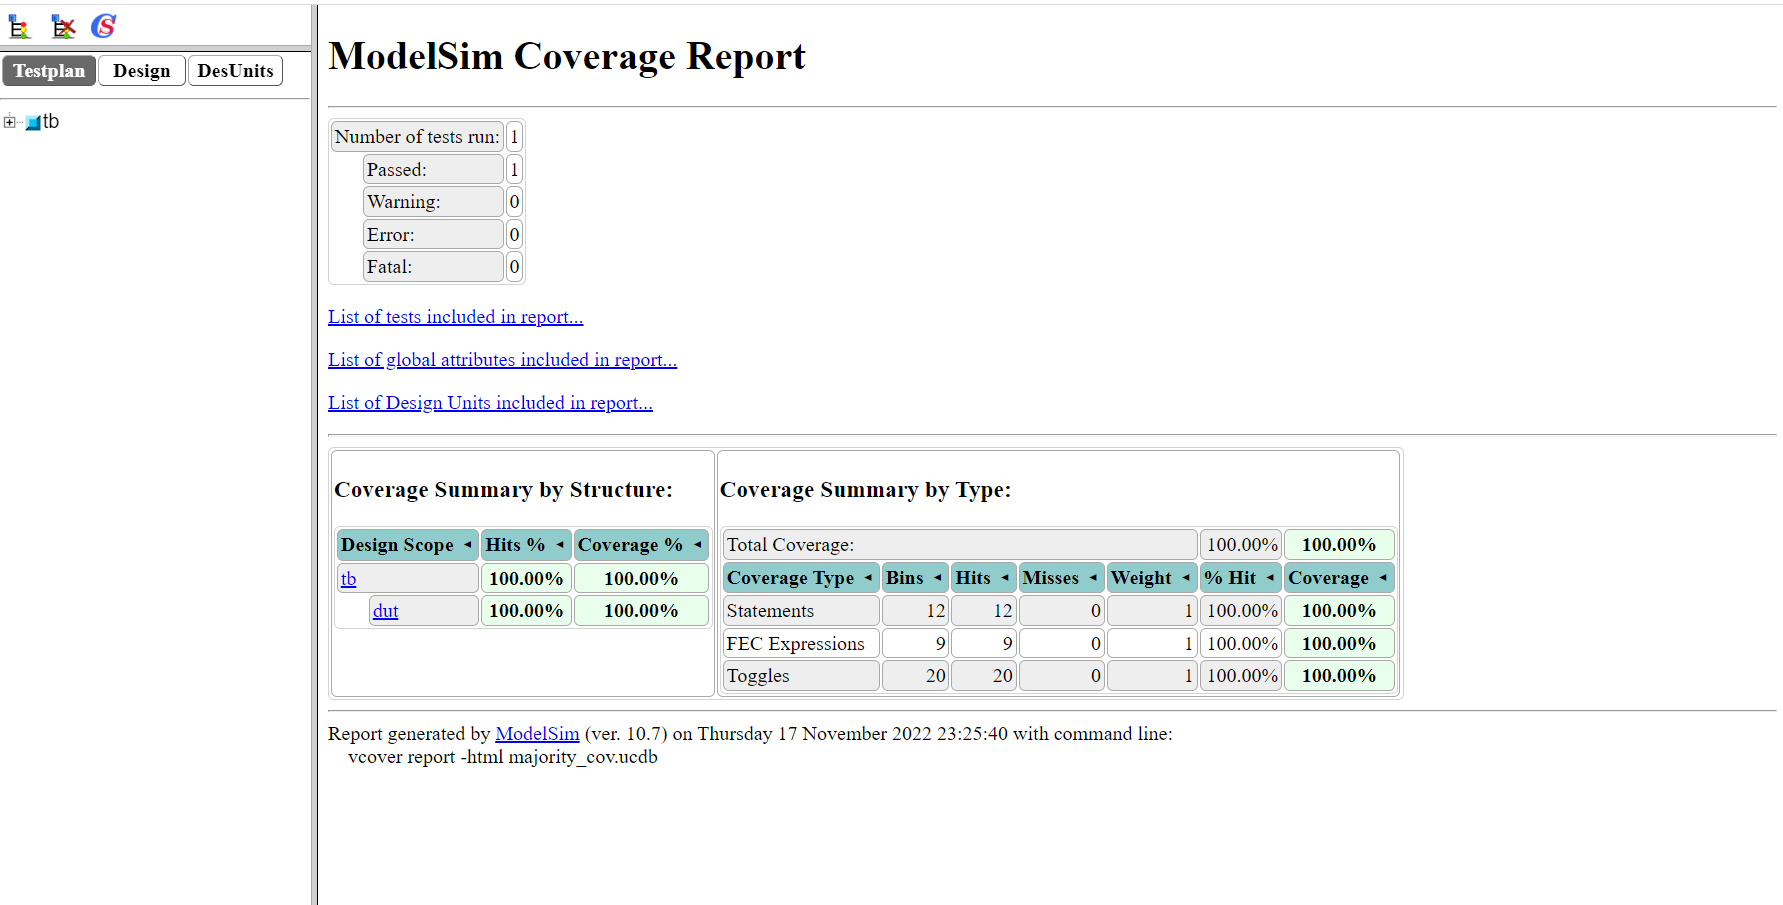 Testplan Design DesUnits
tb
ModelSim Coverage Report
Number of tests run: 1
Passed: 1
Warning: 0
Error: 0
Fatal: 0
List of tests included in report...
List of global attributes included in report...
List of Design Units included in report...
Coverage Summary by Structure:
Design Scope Hits % Coverage %
tb 100.00% 100.00%
dut 100.00% 100.00%
Coverage Summary by Type:
Total Coverage: 100.00% 100.00%
Coverage Type Bins Hits Misses Weight % Hit Coverage
Statements 12 12 0 1 100.00% 100.00%
FEC Expressions 9 9 0 1 100.00% 100.00%
Toggles 20 20 0 1 100.00% 100.00%
Report generated by ModelSim (ver. 10.7) on Thursday 17 November 2022 23:25:40 with command line:
vcover report -html majority_cov.ucdb